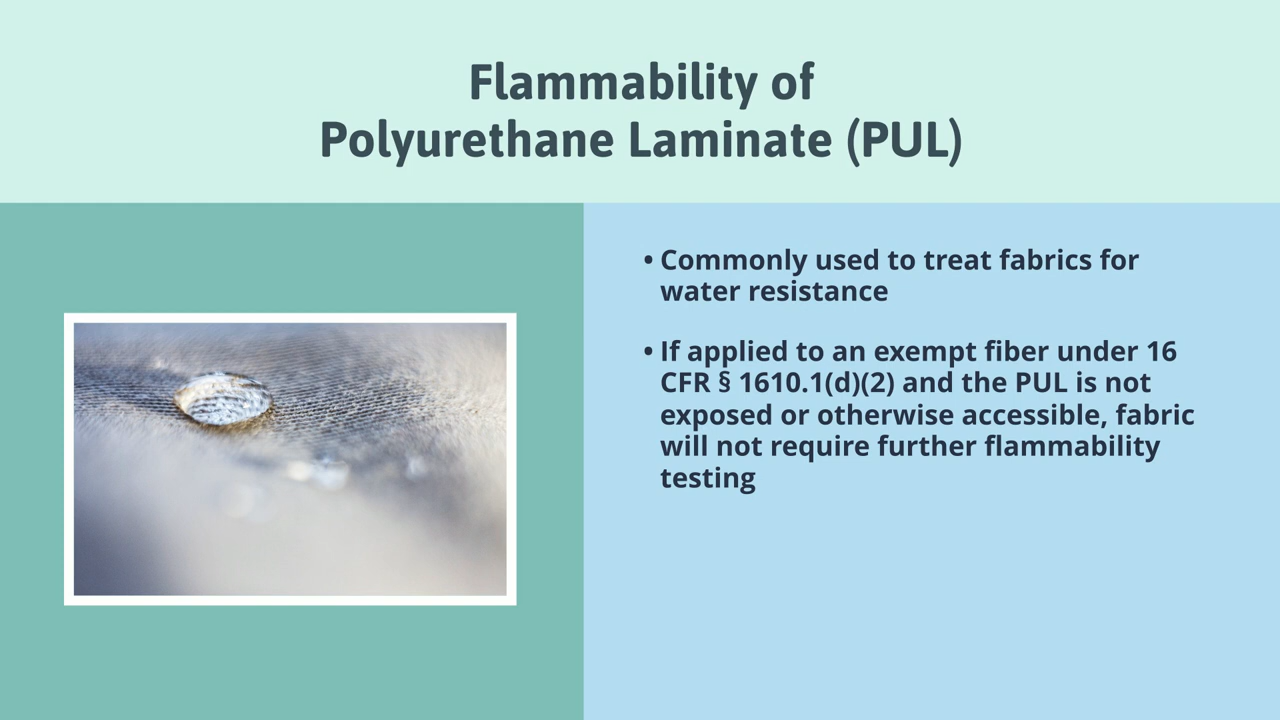 Flammability of
Polyurethane Laminate (PUL)
• Commonly used to treat fabrics for
water resistance
• If applied to an exempt fiber under 16
CFR § 1610.1(d)(2) and the PUL is not
exposed or otherwise accessible, fabric
will not require further flammability
testing